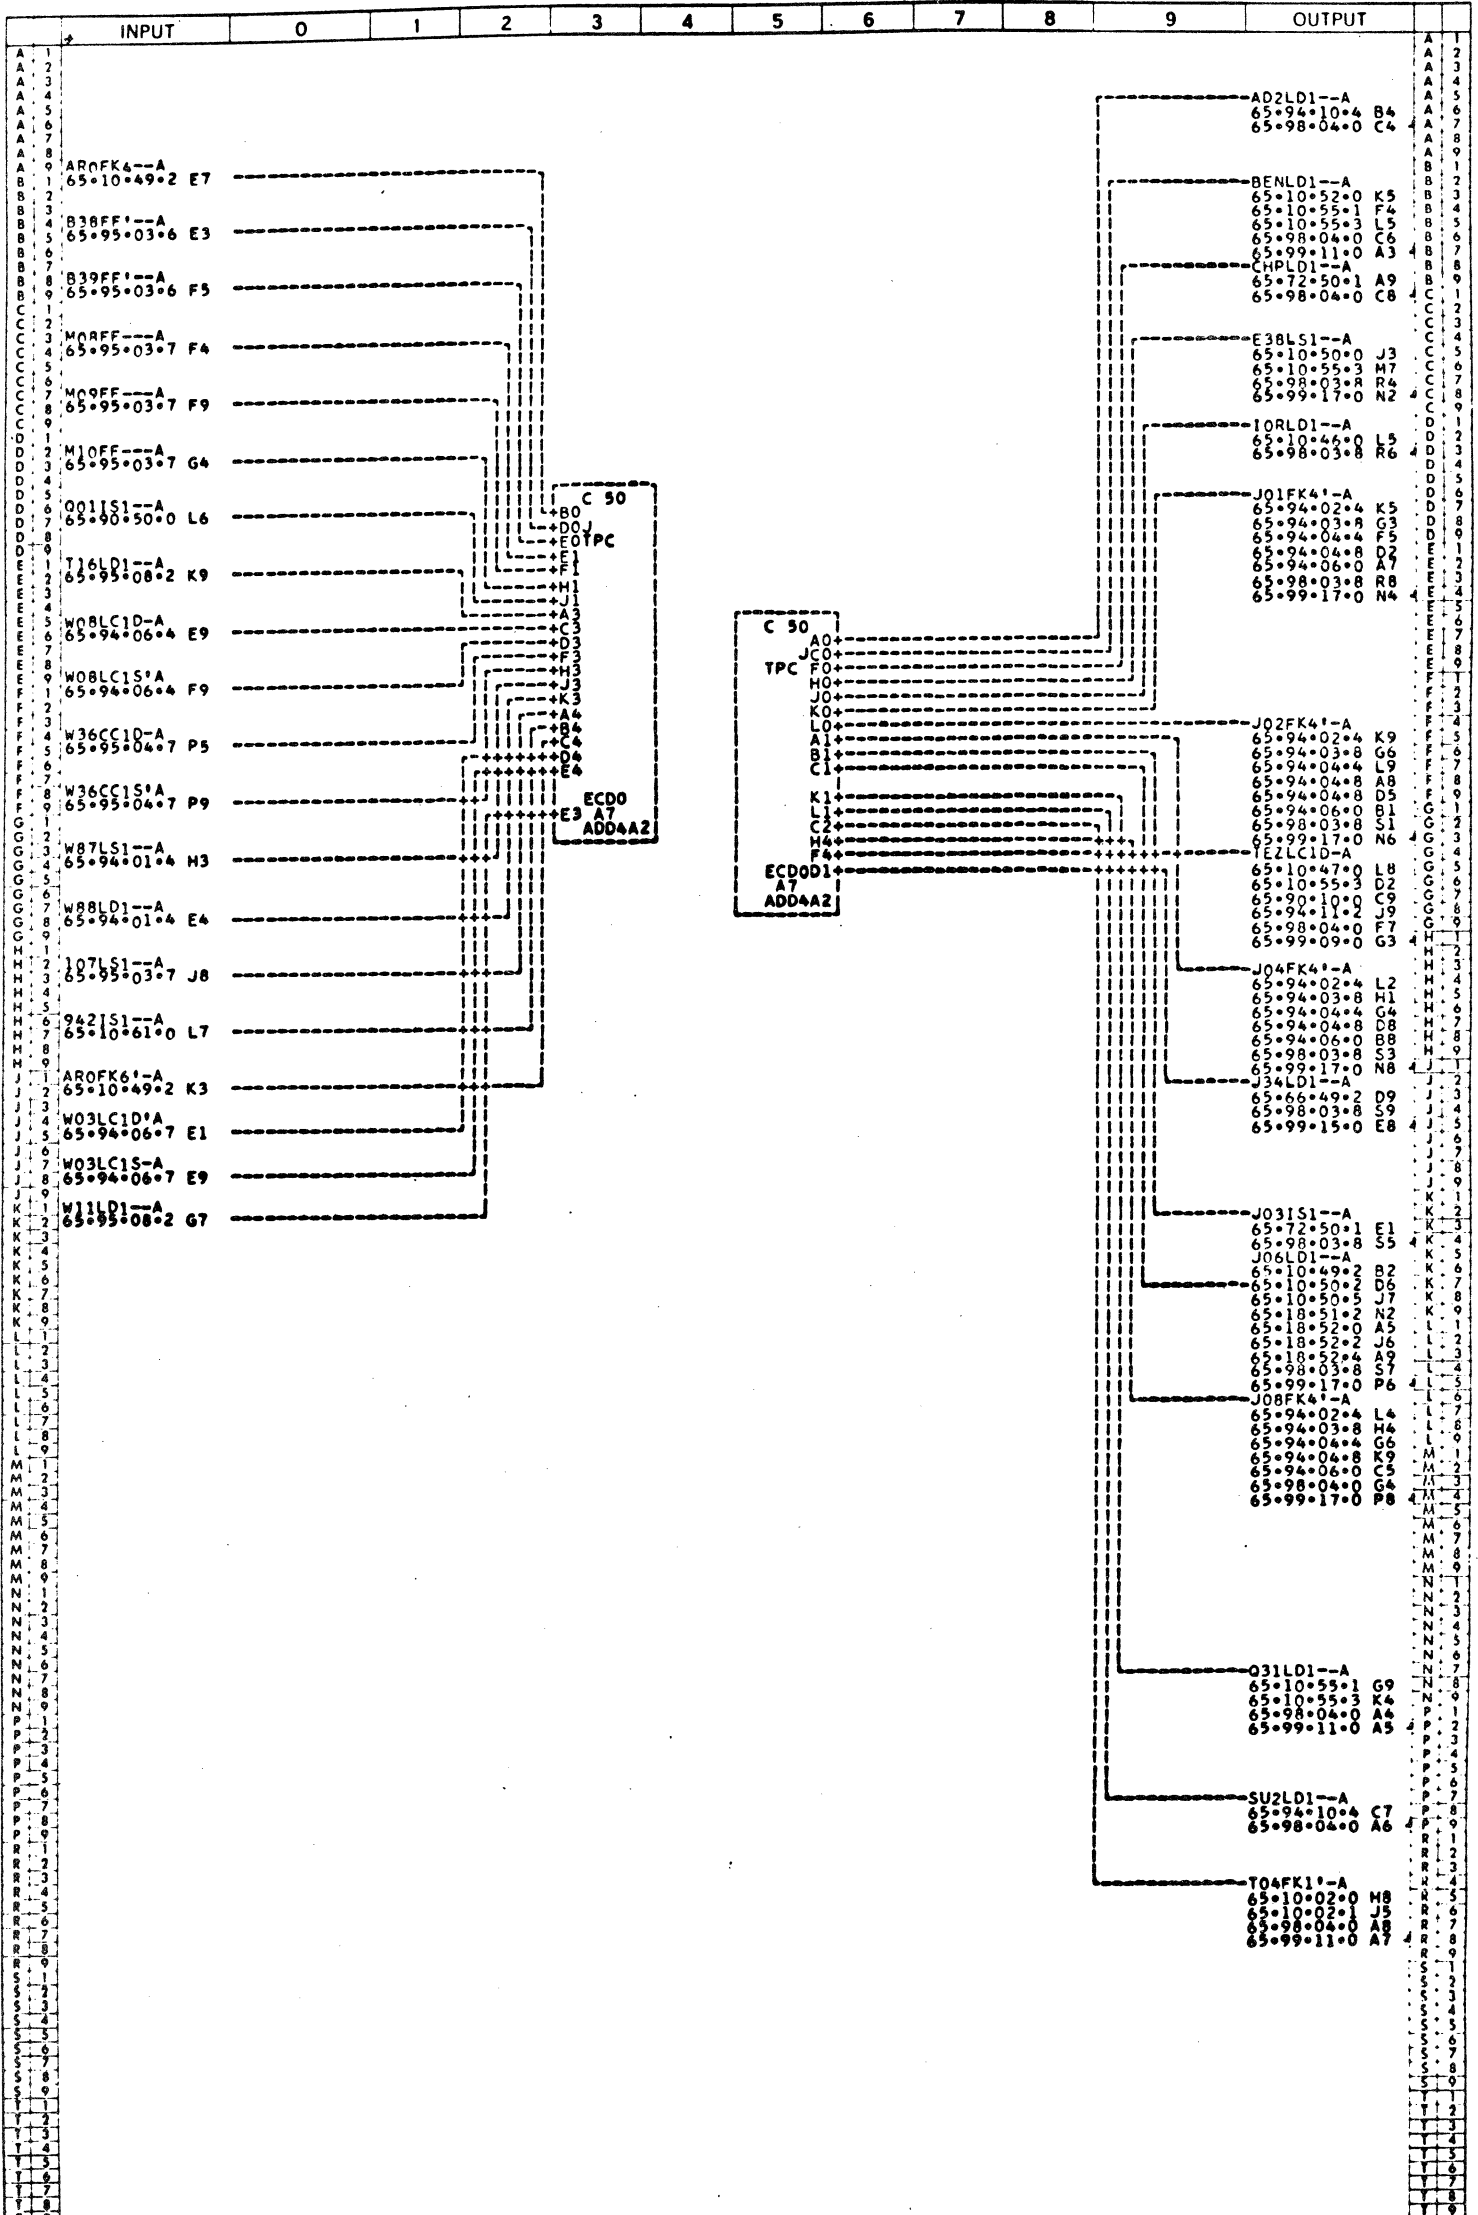 INPUT 0 1 2 3 4 5 6 7 8 9 OUTPUT
AR0FK4--A
65•10•49•2 E7
B38FF'--A
65•95•03•6 E3
B39FF'--A
65•95•03•6 F5
M08FF---A
65•95•03•7 F4
M09FF---A
65•95•03•7 F9
M10FF---A
65•95•03•7 G4
Q01IS1--A
65•90•50•0 L6
T16LD1--A
65•95•08•2 K9
W08LC1D-A
65•94•06•4 E9
W08LC1S'A
65•94•06•4 F9
W36CC1D-A
65•95•04•7 P5
W36CC1S'A
65•95•04•7 P9
W87LS1--A
65•94•01•4 H3
W88LD1--A
65•94•01•4 E4
107LS1--A
65•95•03•7 J8
942IS1--A
65•10•61•0 L7
AR0FK6'-A
65•10•49•2 K3
W03LC1D'A
65•94•06•7 E1
W03LC1S-A
65•94•06•7 E9
W11LD1--A
65•95•08•2 G7
C 50
B0
D0J
E0TPC
E1
F1
H1
J1
A3
C3
D3
F3
H3
J3
K3
A4
B4
C4
D4
E4
ECD0
E3 A7
ADD4A2
C 50
A0
JC0
TPC F0
H0
J0
K0
L0
A1
B1
C1
K1
L1
C2
H4
F4
ECD0D1
A7
ADD4A2
AD2LD1--A
65•94•10•4 B4
65•98•04•0 C4
BENLD1--A
65•10•52•0 K5
65•10•55•1 F4
65•10•55•3 L5
65•98•04•0 C6
65•99•11•0 A3
CHPLD1--A
65•72•50•1 A9
65•98•04•0 C8
E38LS1--A
65•10•50•0 J3
65•10•55•3 M7
65•98•03•8 R4
65•99•17•0 N2
IORLD1--A
65•10•46•0 L5
65•98•03•8 R6
J01FK4'-A
65•94•02•4 K5
65•94•03•8 G3
65•94•04•4 F5
65•94•04•8 D2
65•94•06•0 A7
65•98•03•8 R8
65•99•17•0 N4
J02FK4'-A
65•94•02•4 K9
65•94•03•8 G6
65•94•04•4 L9
65•94•04•8 A8
65•94•04•8 D5
65•94•06•0 B1
65•98•03•8 S1
65•99•17•0 N6
TEZLC1D-A
65•10•47•0 L8
65•10•55•3 D2
65•90•10•0 C9
65•94•11•2 J9
65•98•04•0 F7
65•99•09•0 G3
J04FK4'-A
65•94•02•4 L2
65•94•03•8 H1
65•94•04•4 G4
65•94•04•8 D8
65•94•06•0 B8
65•98•03•8 S3
65•99•17•0 N8
J34LD1--A
65•66•49•2 D9
65•98•03•8 S9
65•99•15•0 E8
J03IS1--A
65•72•50•1 E1
65•98•03•8 S5
J06LD1--A
65•10•49•2 B2
65•10•50•2 D6
65•10•50•5 J7
65•18•51•2 N2
65•18•52•0 A5
65•18•52•2 J6
65•18•52•4 A9
65•98•03•8 S7
65•99•17•0 P6
J08FK4'-A
65•94•02•4 L4
65•94•03•8 H4
65•94•04•4 G6
65•94•04•8 K9
65•94•06•0 C5
65•98•04•0 G4
65•99•17•0 P8
Q31LD1--A
65•10•55•1 G9
65•10•55•3 K4
65•98•04•0 A4
65•99•11•0 A5
SU2LD1--A
65•94•10•4 C7
65•98•04•0 A6
T04FK1'-A
65•10•02•0 H8
65•10•02•1 J5
65•98•04•0 A8
65•99•11•0 A7